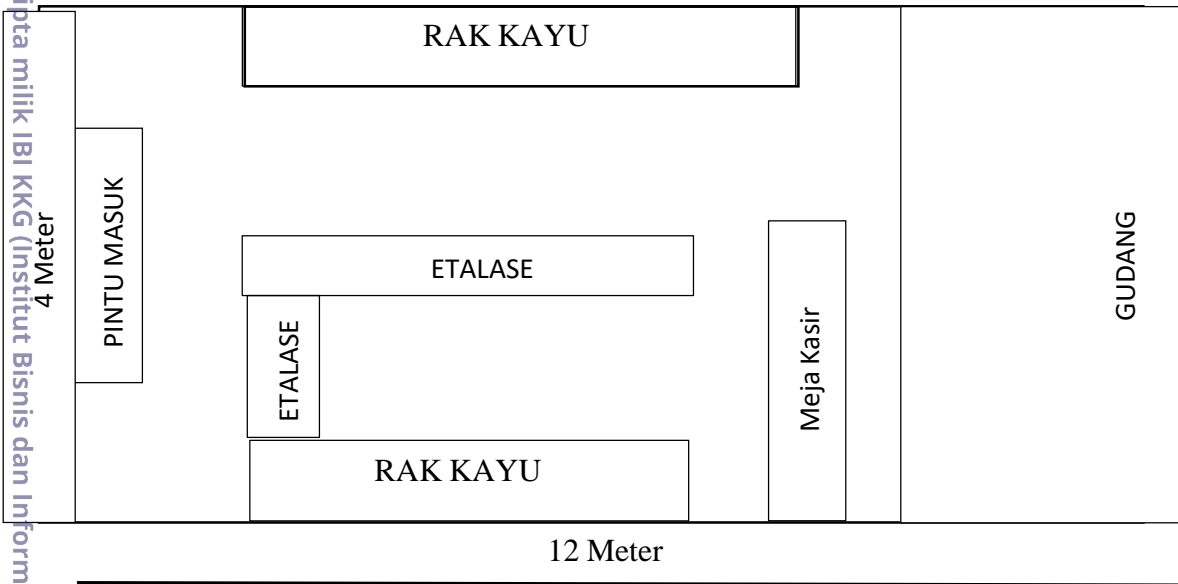 ipta milik IBI KKG (Institut Bisnis dan Inform
4 Meter
PINTU MASUK
RAK KAYU
ETALASE
ETALASE
RAK KAYU
Meja Kasir
GUDANG
12 Meter